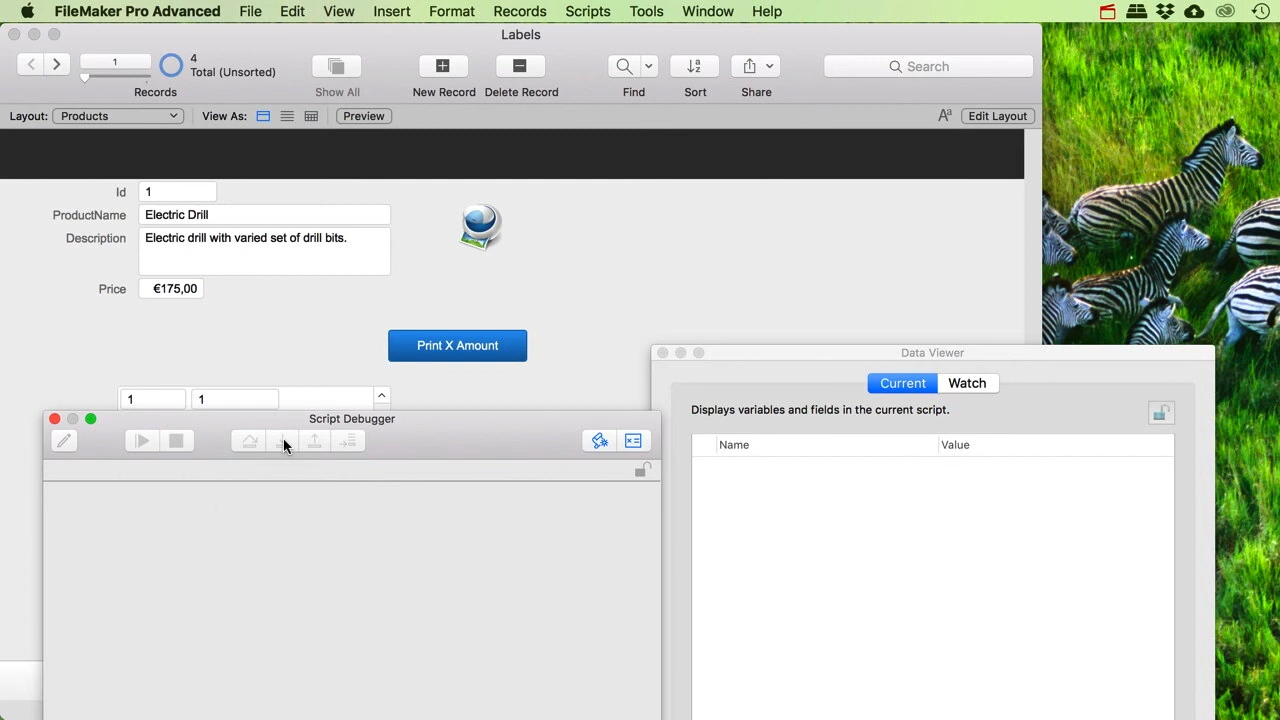 FileMaker Pro Advanced File Edit View Insert Format Records Scripts Tools Window Help
Labels
1 4 Total (Unsorted) Search
Records Show All New Record Delete Record Find Sort Share
Layout: Products View As: Preview Aa Edit Layout
Id 1
ProductName Electric Drill
Description Electric drill with varied set of drill bits.
Price €175,00
Print X Amount
1 1
Script Debugger
Data Viewer
Current Watch
Displays variables and fields in the current script.
Name Value